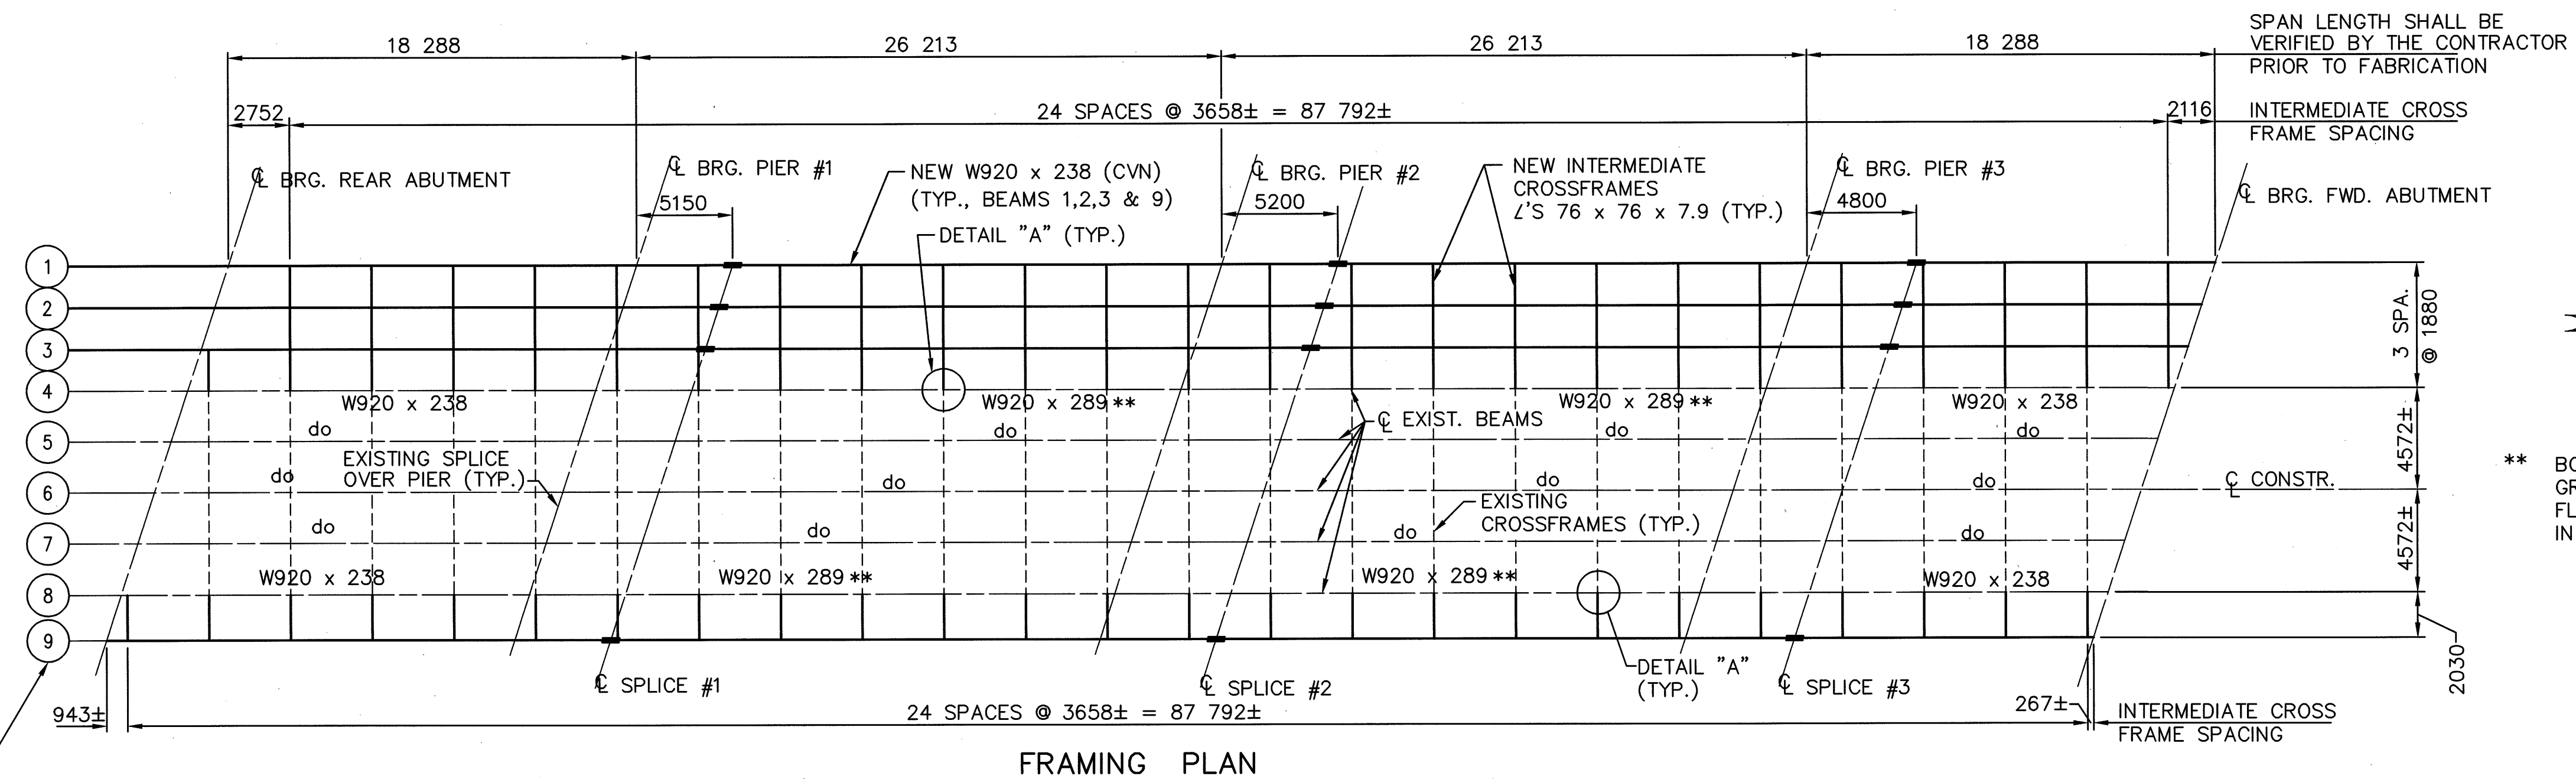 SPAN LENGTH SHALL BE
VERIFIED BY THE CONTRACTOR
PRIOR TO FABRICATION
18 288
26 213
26 213
18 288
2752
24 SPACES @ 3658± = 87 792±
2116
INTERMEDIATE CROSS
FRAME SPACING
℄ BRG. REAR ABUTMENT
℄ BRG. PIER #1
5150
NEW W920 x 238 (CVN)
(TYP., BEAMS 1,2,3 & 9)
DETAIL "A" (TYP.)
℄ BRG. PIER #2
5200
NEW INTERMEDIATE
CROSSFRAMES
∠'S 76 x 76 x 7.9 (TYP.)
℄ BRG. PIER #3
4800
℄ BRG. FWD. ABUTMENT
1
2
3
4
5
6
7
8
9
3 SPA.
@ 1880
W920 x 238
W920 x 289 **
W920 x 289 **
W920 x 238
do
do
do
do
℄ EXIST. BEAMS
4572±
EXISTING SPLICE
OVER PIER (TYP.)
do
do
do
do
℄ CONSTR.
EXISTING
CROSSFRAMES (TYP.)
do
do
do
do
4572±
W920 x 238
W920 x 289 **
W920 x 289 **
W920 x 238
** BO
GR
FL
IN
DETAIL "A"
(TYP.)
2030
℄ SPLICE #1
℄ SPLICE #2
℄ SPLICE #3
943±
24 SPACES @ 3658± = 87 792±
267±
INTERMEDIATE CROSS
FRAME SPACING
FRAMING PLAN